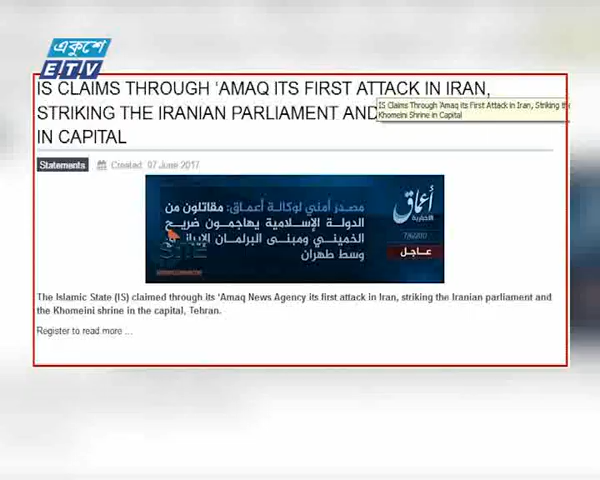 একুশে
ETV
IS CLAIMS THROUGH ‘AMAQ ITS FIRST ATTACK IN IRAN,
STRIKING THE IRANIAN PARLIAMENT AND
IN CAPITAL
IS Claims Through 'Amaq its First Attack in Iran, Striking the
Khomeini Shrine in Capital
Statements
Created: 07 June 2017
أعماق
الإخبارية
عـاجـل
مصدر أمني لوكالة أعماق: مقاتلون من
الدولة الإسلامية يهاجمون ضريح
الخميني ومبنى البرلمان الإيراني
وسط طهران
SITE
The Islamic State (IS) claimed through its 'Amaq News Agency its first attack in Iran, striking the Iranian parliament and
the Khomeini shrine in the capital, Tehran.
Register to read more ...